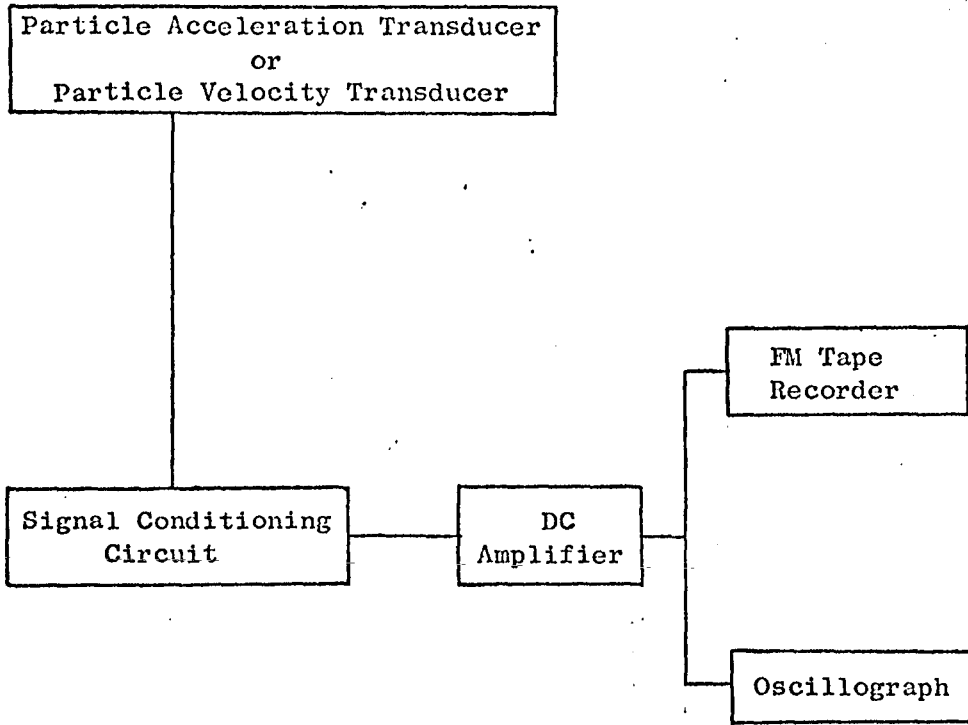 Particle Acceleration Transducer
or
Particle Velocity Transducer
FM Tape
Recorder
Signal Conditioning
Circuit
DC
Amplifier
Oscillograph